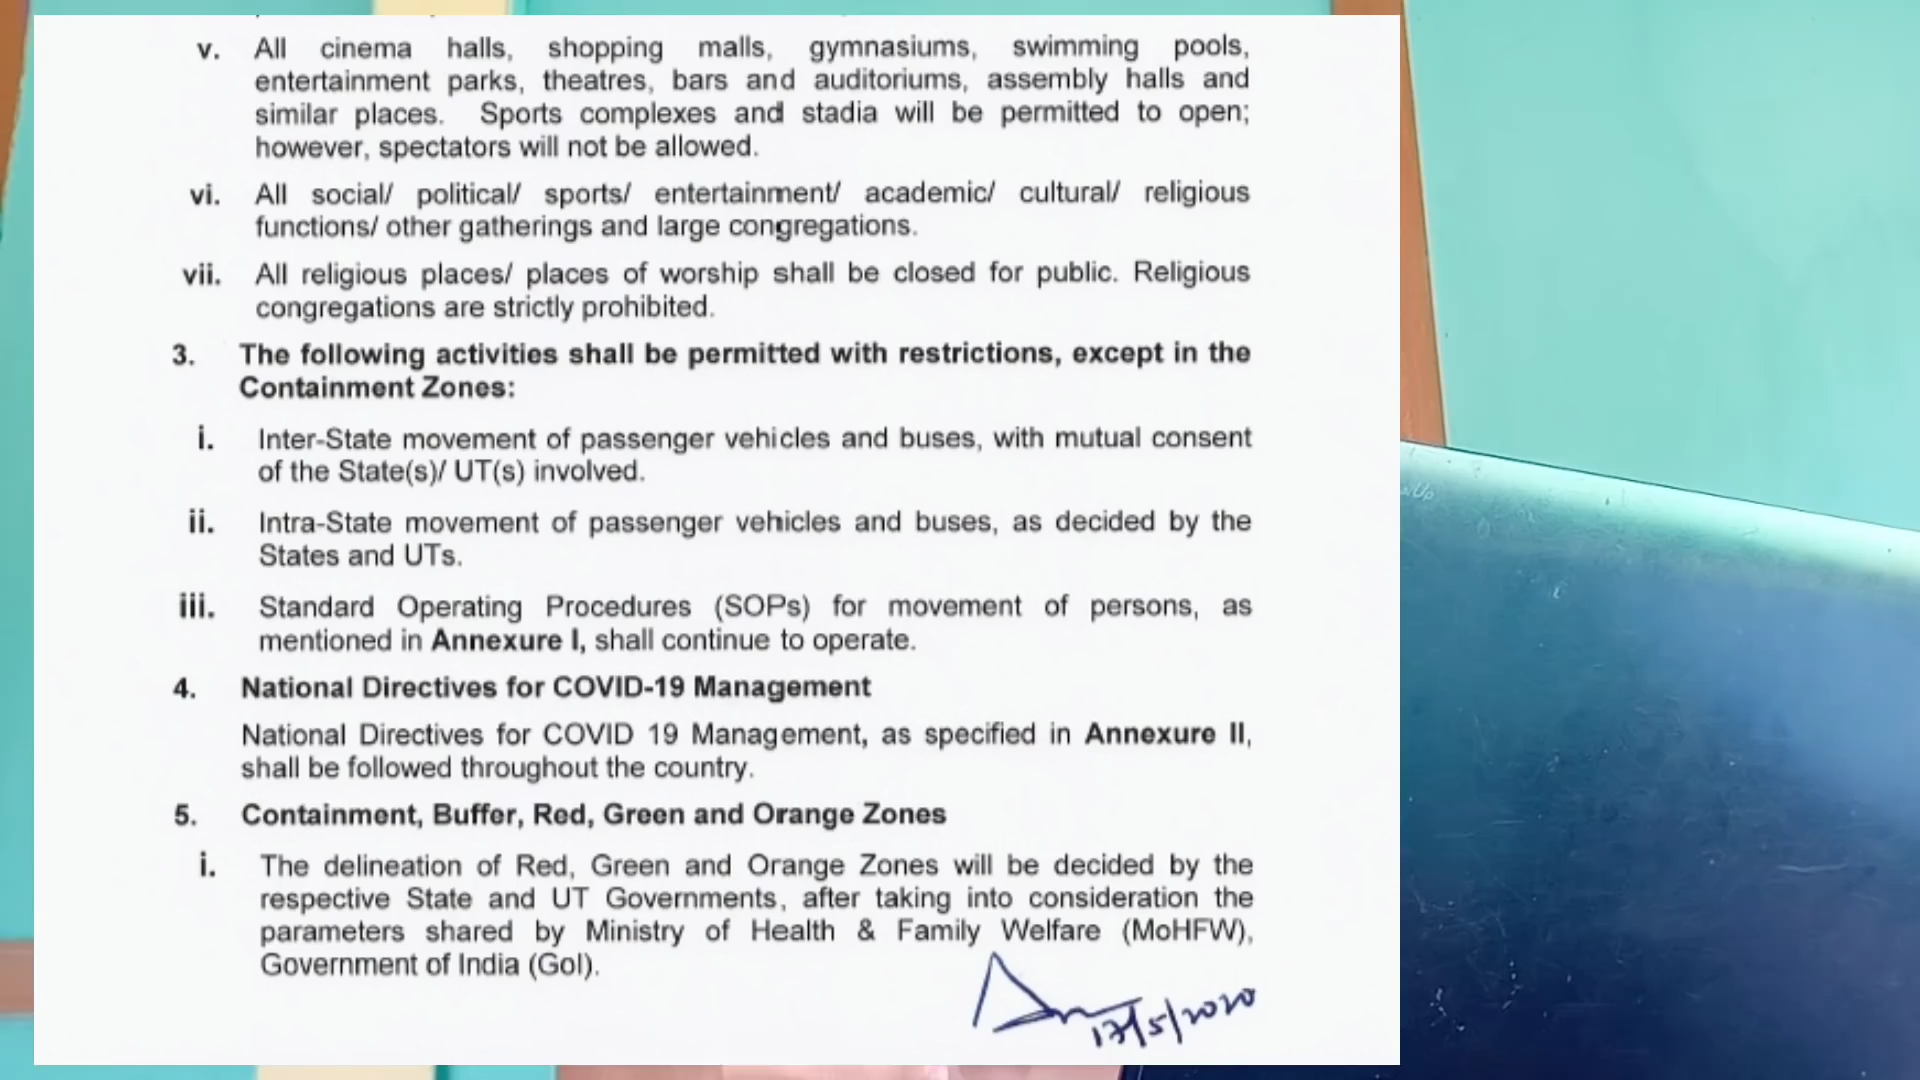 v. All cinema halls, shopping malls, gymnasiums, swimming pools,
entertainment parks, theatres, bars and auditoriums, assembly halls and
similar places. Sports complexes and stadia will be permitted to open;
however, spectators will not be allowed.
vi. All social/ political/ sports/ entertainment/ academic/ cultural/ religious
functions/ other gatherings and large congregations.
vii. All religious places/ places of worship shall be closed for public. Religious
congregations are strictly prohibited.
3. The following activities shall be permitted with restrictions, except in the
Containment Zones:
i. Inter-State movement of passenger vehicles and buses, with mutual consent
of the State(s)/ UT(s) involved.
ii. Intra-State movement of passenger vehicles and buses, as decided by the
States and UTs.
iii. Standard Operating Procedures (SOPs) for movement of persons, as
mentioned in Annexure I, shall continue to operate.
4. National Directives for COVID-19 Management
National Directives for COVID 19 Management, as specified in Annexure II,
shall be followed throughout the country.
5. Containment, Buffer, Red, Green and Orange Zones
i. The delineation of Red, Green and Orange Zones will be decided by the
respective State and UT Governments, after taking into consideration the
parameters shared by Ministry of Health & Family Welfare (MoHFW),
Government of India (GoI).
17/5/2020